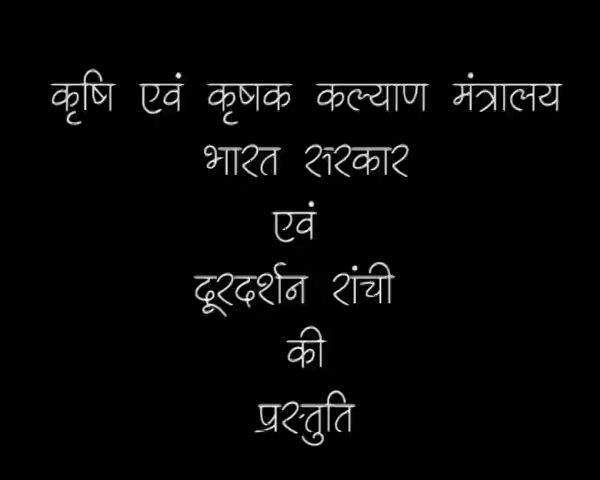 कृषि एवं कृषक कल्याण मंत्रालय
भारत सरकार
एवं
दूरदर्शन रांची
की
प्रस्तुति